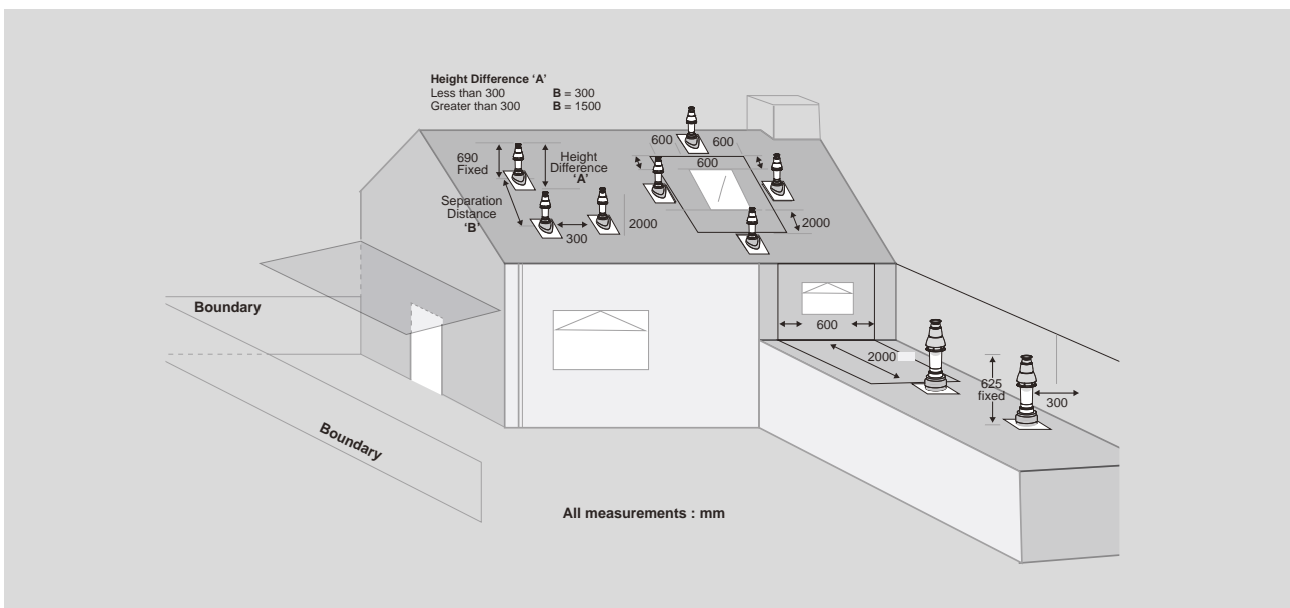 Height Difference ‘A’
Less than 300 B = 300
Greater than 300 B = 1500
600
600
690
Fixed
Height
Difference
‘A’
600
Separation
Distance
‘B’
2000
2000
300
Boundary
600
2000
625
fixed
300
Boundary
All measurements : mm